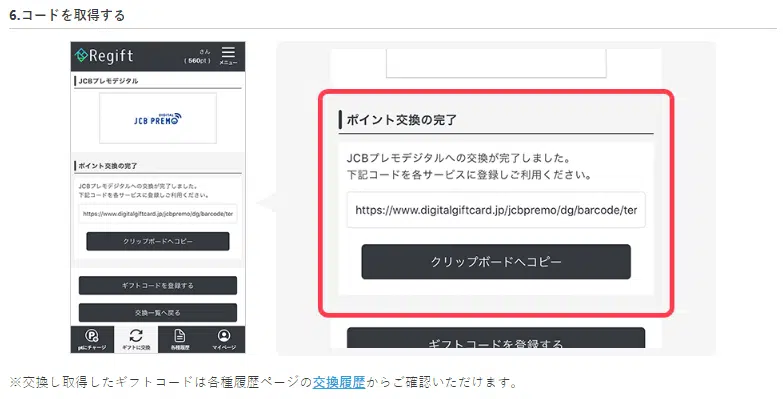 6.コードを取得する
Regift
さん
( 560pt )
メニュー
JCBプレモデジタル
DIGITAL
JCB PREMO
ポイント交換の完了
JCBプレモデジタルへの交換が完了しました。
下記コードを各サービスに登録しご利用ください。
https://www.digitalgiftcard.jp/jcbpremo/dg/barcode/ter
クリップボードへコピー
ギフトコードを登録する
交換一覧へ戻る
ptにチャージ
ギフトに交換
各種履歴
マイページ
ポイント交換の完了
JCBプレモデジタルへの交換が完了しました。
下記コードを各サービスに登録しご利用ください。
https://www.digitalgiftcard.jp/jcbpremo/dg/barcode/ter
クリップボードへコピー
ギフトコードを登録する
※交換し取得したギフトコードは各種履歴ページの交換履歴からご確認いただけます。